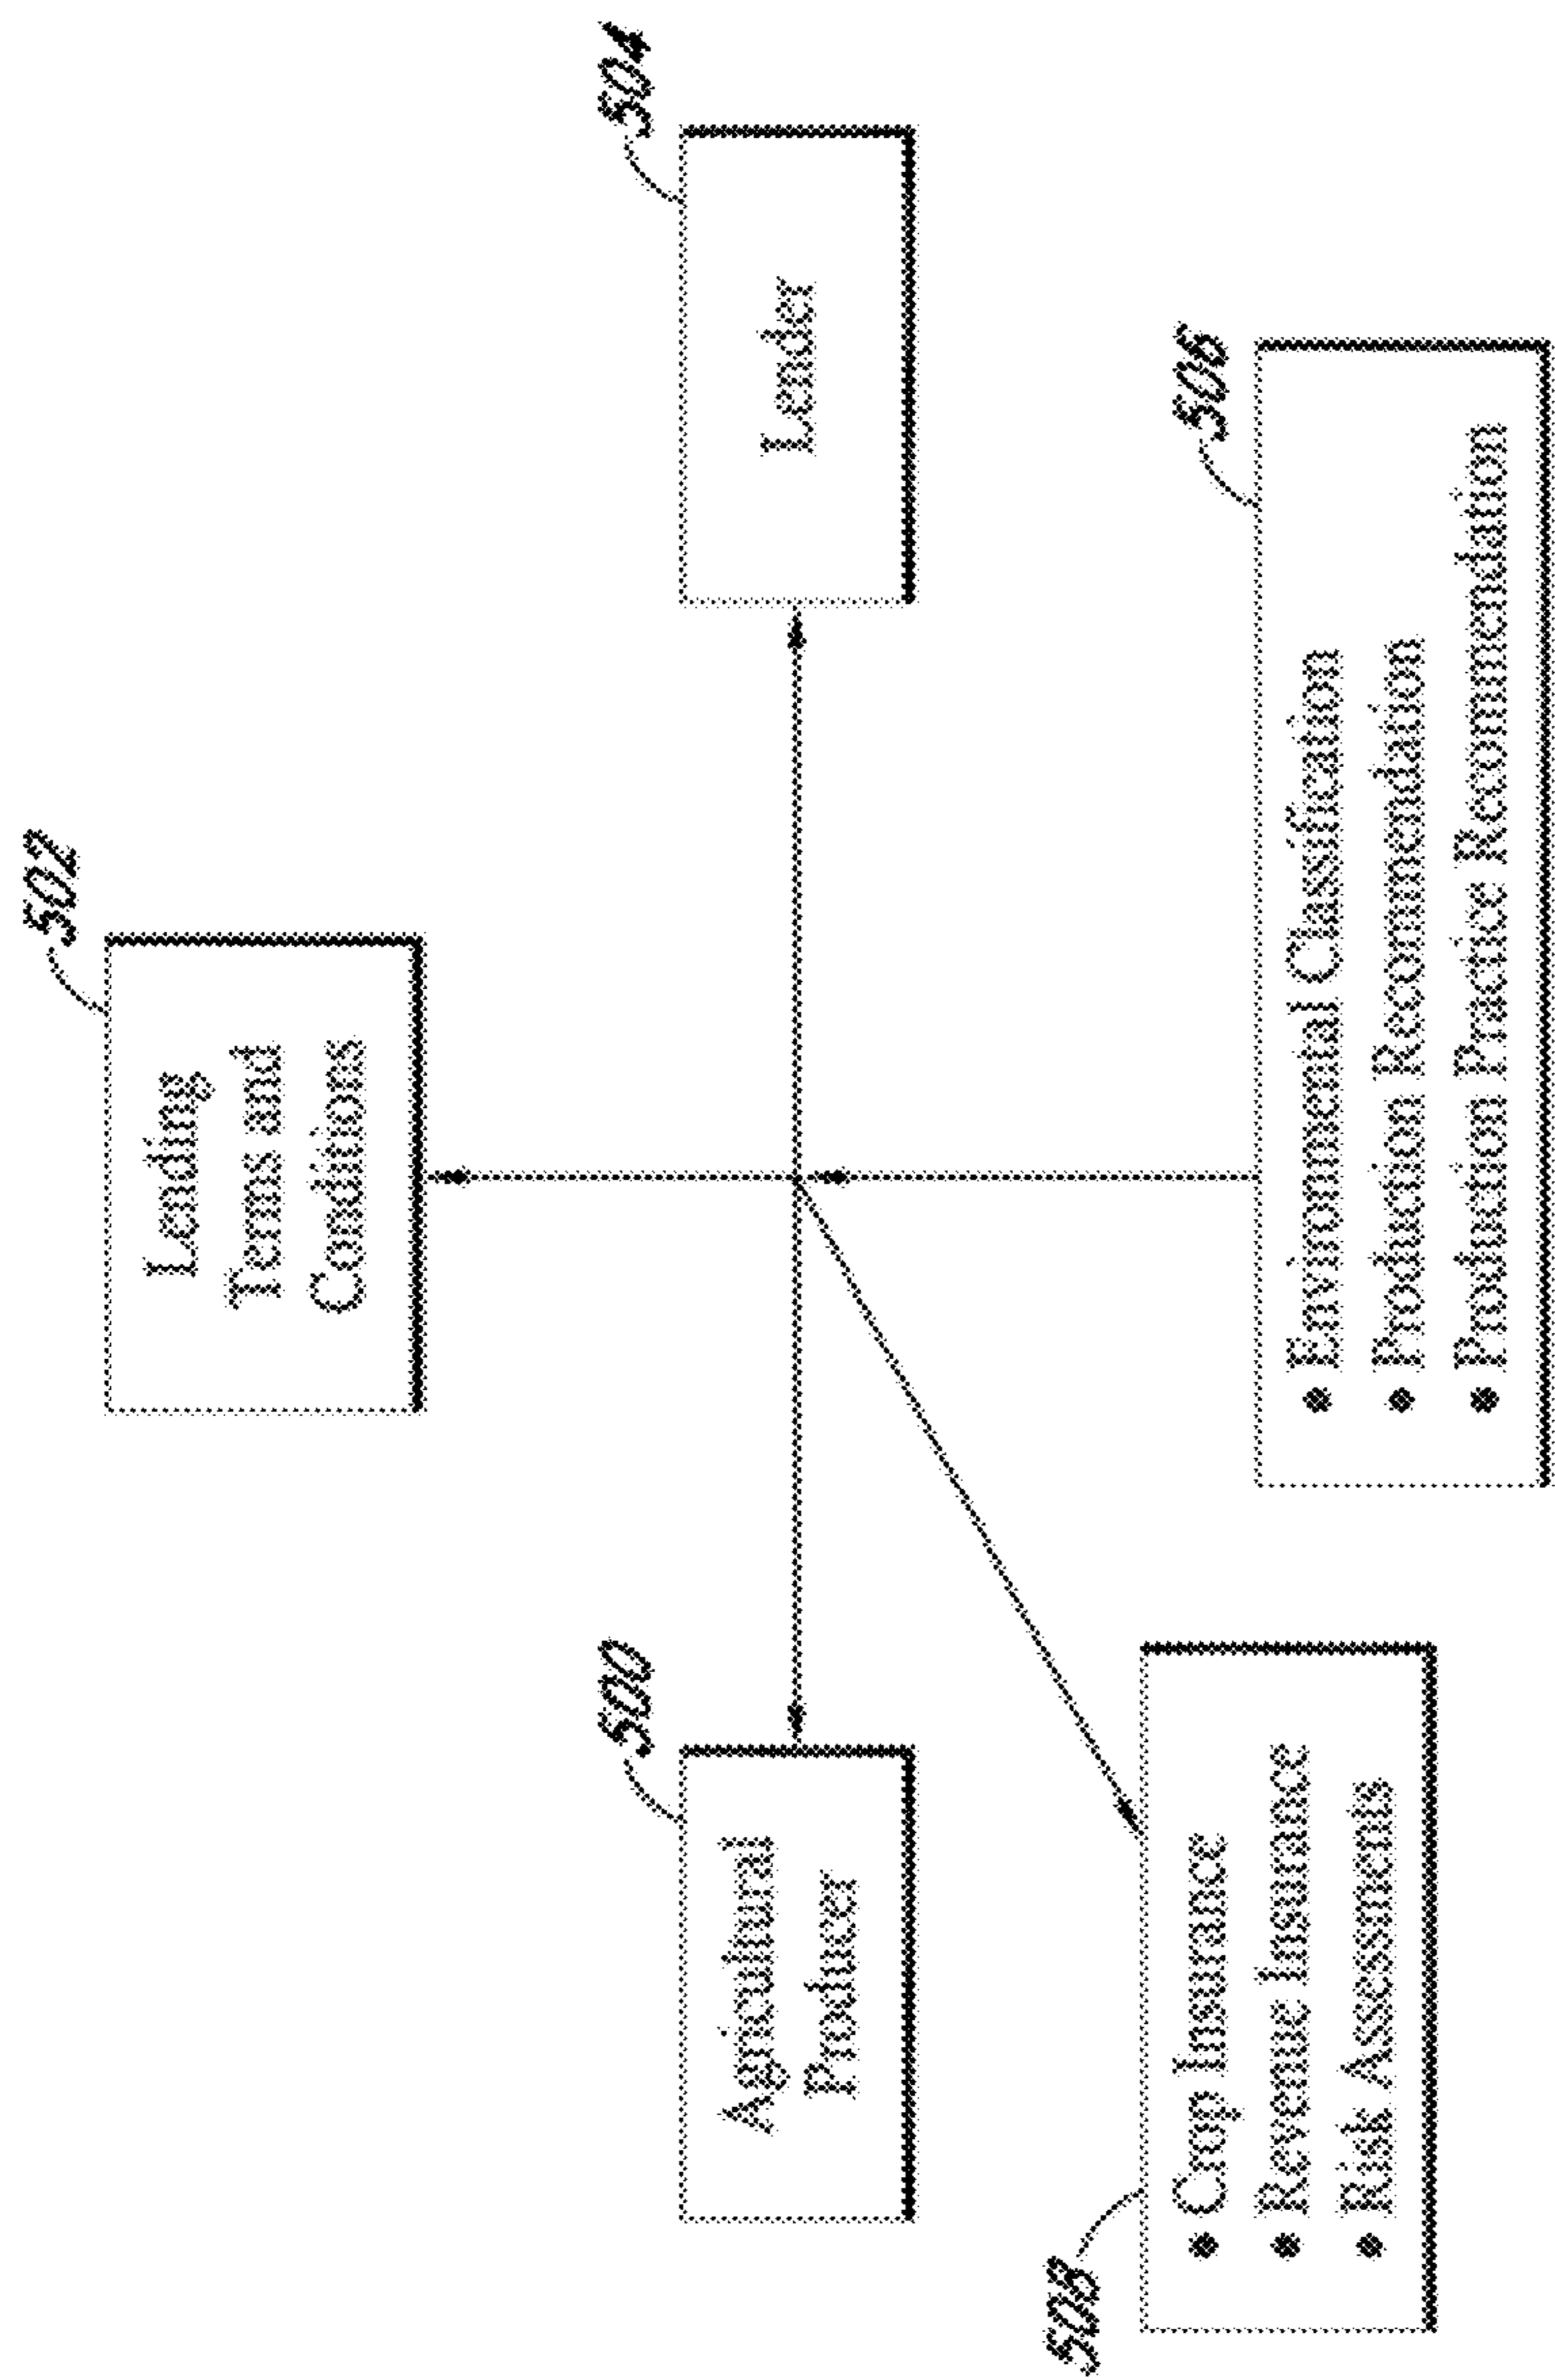 502
Lending
Terms and
Conditions
500
Agricultural
Producer
504
Lender
508
• Crop Insurance
• Revenue Insurance
• Risk Assessments
506
• Environmental Classification
• Production Recommendation
• Production Practice Recommendation